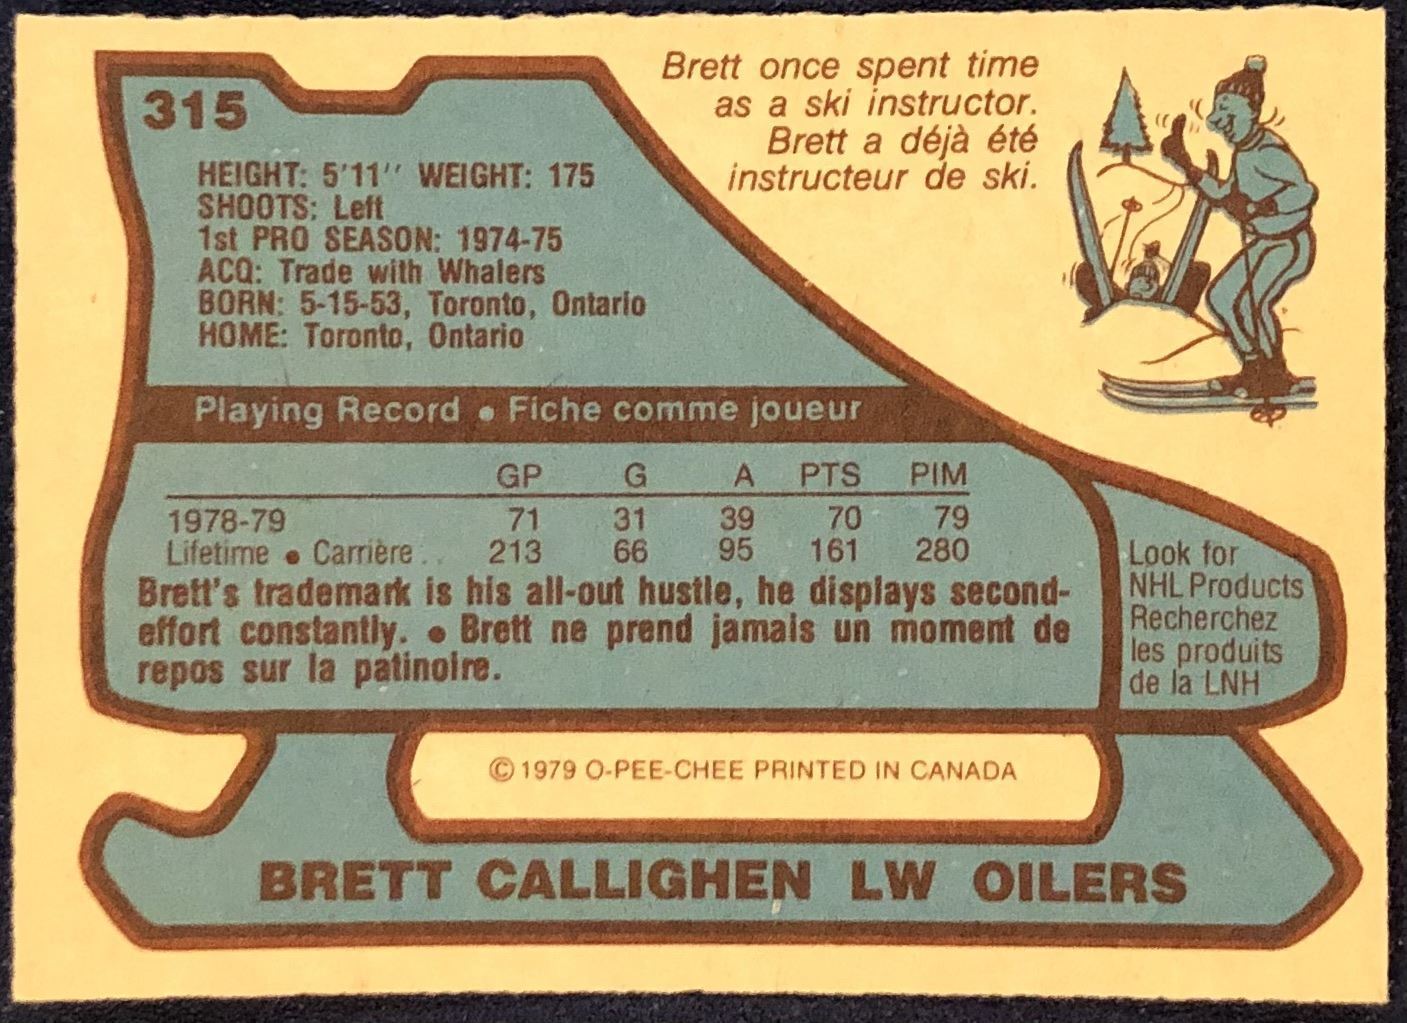 315
Brett once spent time
as a ski instructor.
Brett a déjà été
instructeur de ski.
HEIGHT: 5'11" WEIGHT: 175
SHOOTS: Left
1st PRO SEASON: 1974-75
ACQ: Trade with Whalers
BORN: 5-15-53, Toronto, Ontario
HOME: Toronto, Ontario
Playing Record • Fiche comme joueur
GP G A PTS PIM
1978-79 71 31 39 70 79
Lifetime • Carrière .. 213 66 95 161 280
Brett's trademark is his all-out hustle, he displays second-
effort constantly. • Brett ne prend jamais un moment de
repos sur la patinoire.
Look for
NHL Products
Recherchez
les produits
de la LNH
© 1979 O-PEE-CHEE PRINTED IN CANADA
BRETT CALLIGHEN LW OILERS